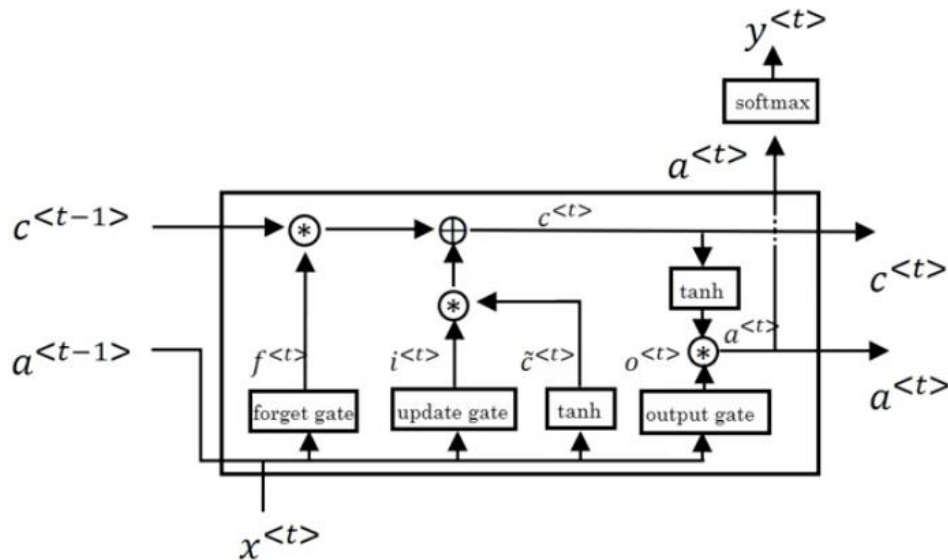 y<t>
softmax
a<t>
c<t-1>
c<t>
c<t>
tanh
a<t-1>
f<t>
i<t>
c̃<t>
o<t>
a<t>
a<t>
forget gate
update gate
tanh
output gate
x<t>